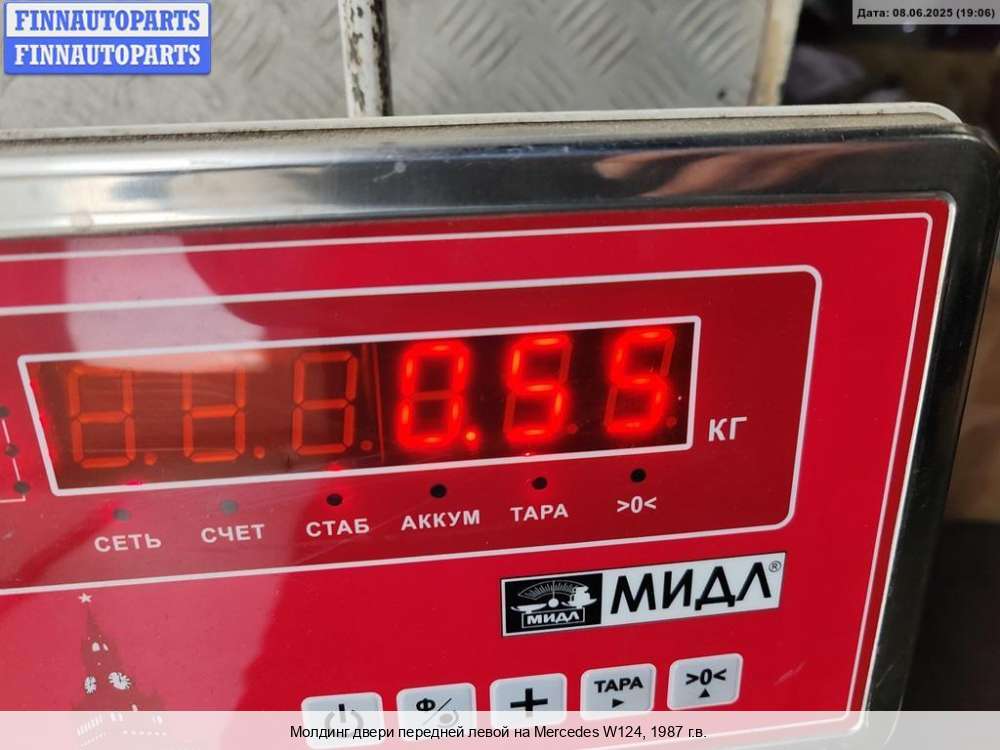 FINNAUTOPARTS
FINNAUTOPARTS
Дата: 08.06.2025 (19:06)
0.55
КГ
СЕТЬ СЧЕТ СТАБ АККУМ ТАРА >0<
МИДЛ
МИДЛ®
Ф + ТАРА >0<
Молдинг двери передней левой на Mercedes W124, 1987 г.в.